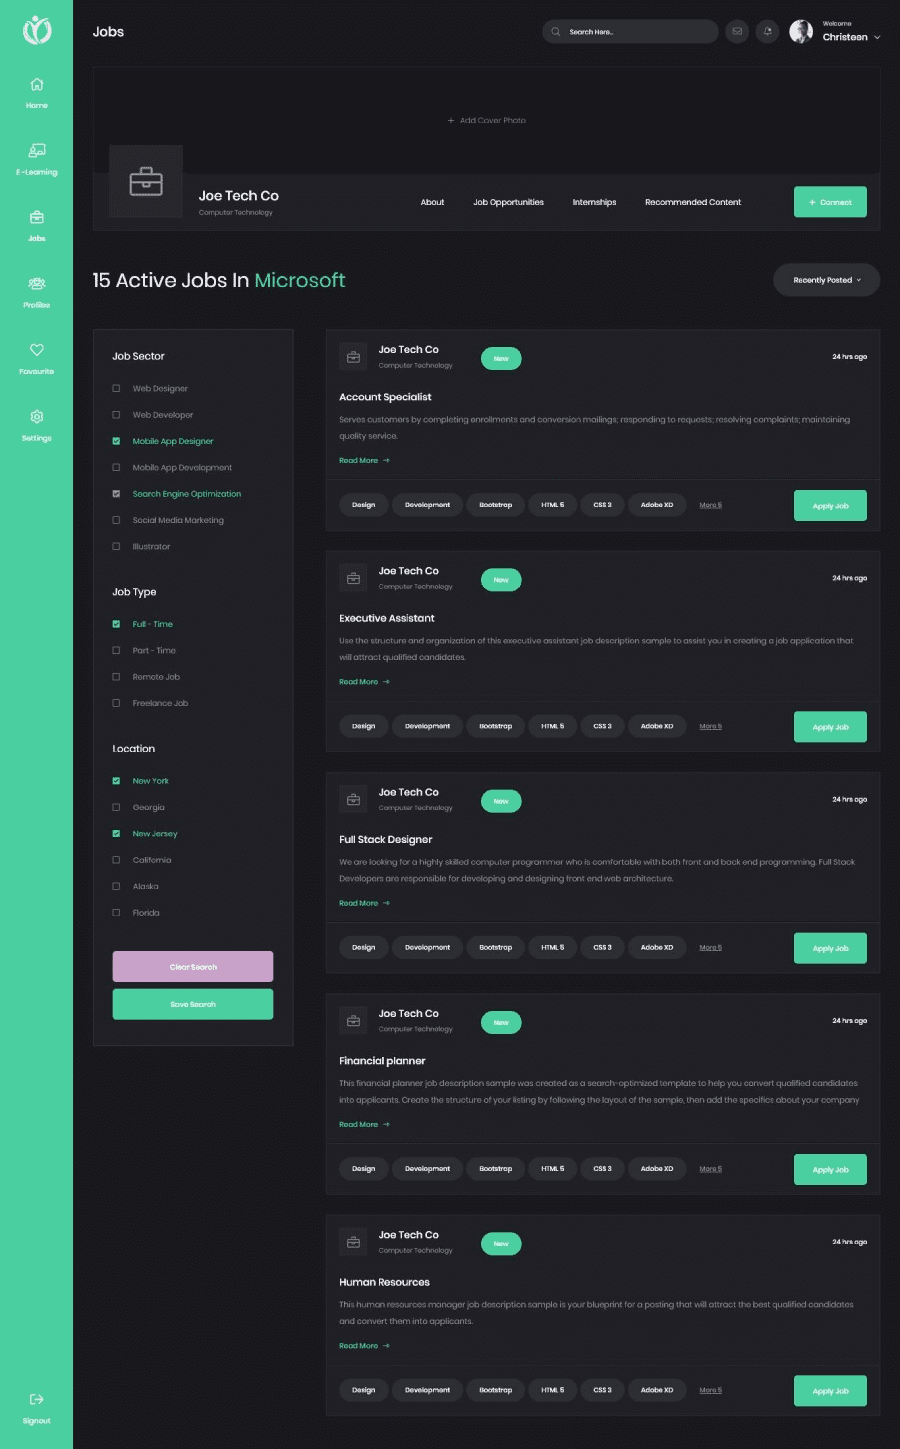 Jobs
Search Here..
Welcome
Christeen
Home
E -Learning
Jobs
Profiles
Favourite
Settings
Signout
+ Add Cover Photo
Joe Tech Co
Computer Technology
About
Job Opportunities
Internships
Recommended Content
+ Connect
15 Active Jobs In Microsoft
Recently Posted
Job Sector
Web Designer
Web Developer
Mobile App Designer
Mobile App Development
Search Engine Optimization
Social Media Marketing
Illustrator
Job Type
Full - Time
Part - Time
Remote Job
Freelance Job
Location
New York
Georgia
New Jersey
California
Alaska
Florida
Clear Search
Save Search
Joe Tech Co
Computer Technology
New
24 hrs ago
Account Specialist
Serves customers by completing enrollments and conversion mailings; responding to requests; resolving complaints; maintaining
quality service.
Read More →
Design Development Bootstrap HTML 5 CSS 3 Adobe XD More 5
Apply Job
Joe Tech Co
Computer Technology
New
24 hrs ago
Executive Assistant
Use the structure and organization of this executive assistant job description sample to assist you in creating a job application that
will attract qualified candidates.
Read More →
Design Development Bootstrap HTML 5 CSS 3 Adobe XD More 5
Apply Job
Joe Tech Co
Computer Technology
New
24 hrs ago
Full Stack Designer
We are looking for a highly skilled computer programmer who is comfortable with both front and back end programming. Full Stack
Developers are responsible for developing and designing front end web architecture.
Read More →
Design Development Bootstrap HTML 5 CSS 3 Adobe XD More 5
Apply Job
Joe Tech Co
Computer Technology
New
24 hrs ago
Financial planner
This financial planner job description sample was created as a search-optimized template to help you convert qualified candidates
into applicants. Create the structure of your listing by following the layout of the sample, then add the specifics about your company
Read More →
Design Development Bootstrap HTML 5 CSS 3 Adobe XD More 5
Apply Job
Joe Tech Co
Computer Technology
New
24 hrs ago
Human Resources
This human resources manager job description sample is your blueprint for a posting that will attract the best qualified candidates
and convert them into applicants.
Read More →
Design Development Bootstrap HTML 5 CSS 3 Adobe XD More 5
Apply Job